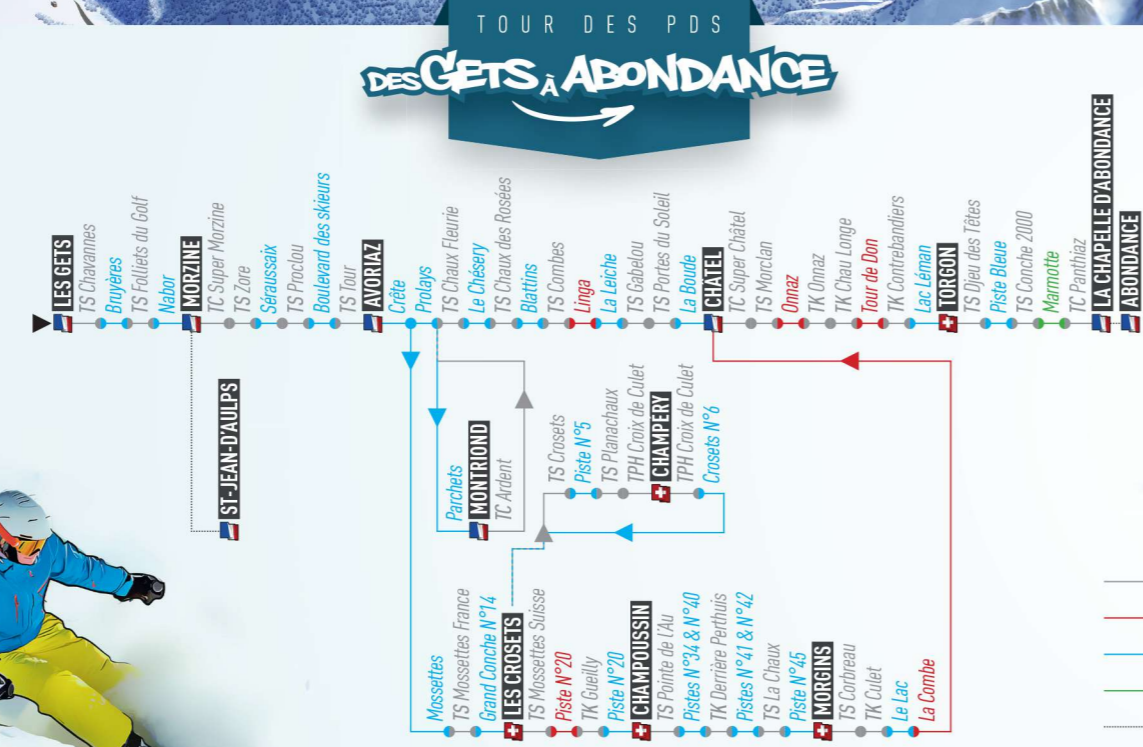 TOUR DES PDS
DES GETS À ABONDANCE
LES GETS
TS Chavannes
Bruyères
TS Folliets du Golf
Nabor
MORZINE
TC Super Morzine
TS Zore
Séraussaix
TS Proclou
Boulevard des skieurs
TS Tour
AVORIAZ
Crête
Prolays
TS Chaux Fleurie
Le Chésery
TS Chaux des Rosées
Blattins
TS Combes
Linga
La Leiche
TS Gabelou
TS Portes du Soleil
La Boude
CHATEL
TC Super Châtel
TS Morclan
Onnaz
TK Onnaz
TK Chau Longe
Tour de Don
TK Contrebandiers
Lac Léman
TORGON
TS Djeu des Têtes
Piste Bleue
TS Conche 2000
Marmotte
TC Panthiaz
LA CHAPELLE D'ABONDANCE
ABONDANCE
ST-JEAN-D'AULPS
Parchets
MONTRIOND
TC Ardent
TS Crosets
Piste N°5
TS Planachaux
TPH Croix de Culet
CHAMPERY
TPH Croix de Culet
Crosets N°6
Mossettes
TS Mossettes France
Grand Conche N°14
LES CROSETS
TS Mossettes Suisse
Piste N°20
TK Gueilly
Piste N°20
CHAMPOUSSIN
TS Pointe de l'Au
Pistes N°34 & N°40
TK Derrière Perthuis
Pistes N°41 & N°42
TS La Chaux
Piste N°45
MORGINS
TS Corbreau
TK Culet
Le Lac
La Combe